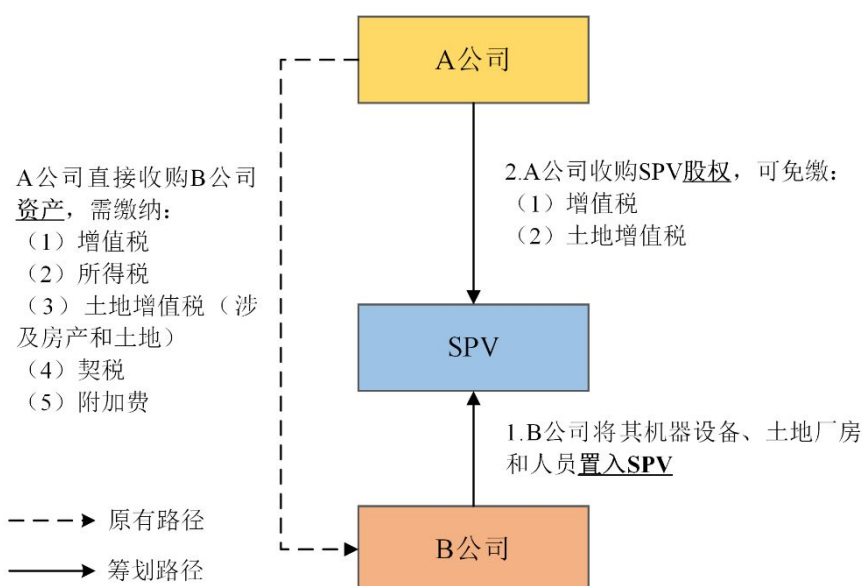 A公司
A公司直接收购B公司
资产，需缴纳：
（1）增值税
（2）所得税
（3）土地增值税（涉
及房产和土地）
（4）契税
（5）附加费
2.A公司收购SPV股权，可免缴：
（1）增值税
（2）土地增值税
SPV
1.B公司将其机器设备、土地厂房
和人员置入SPV
B公司
原有路径
筹划路径